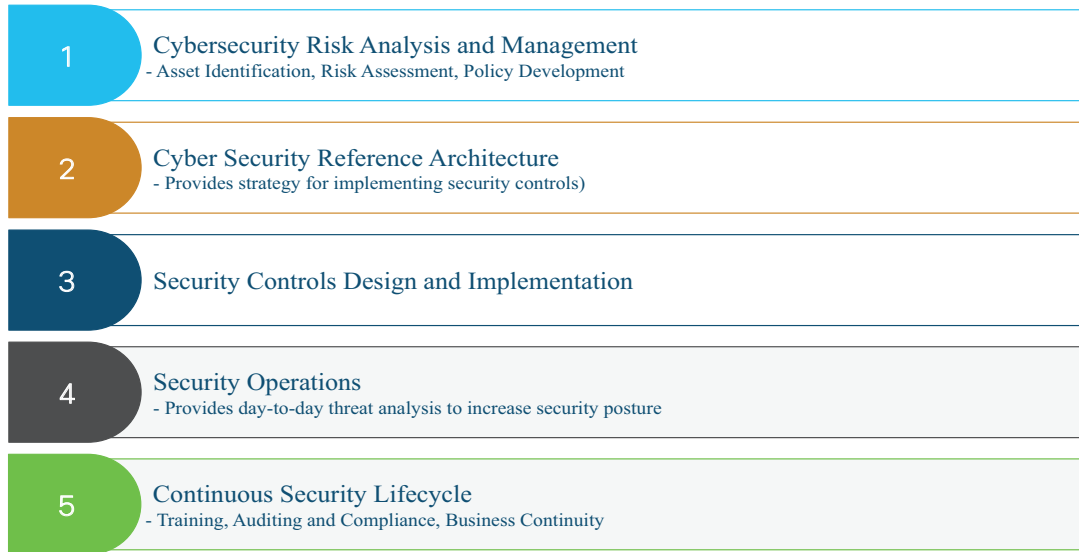 1
Cybersecurity Risk Analysis and Management
- Asset Identification, Risk Assessment, Policy Development
2
Cyber Security Reference Architecture
- Provides strategy for implementing security controls)
3
Security Controls Design and Implementation
4
Security Operations
- Provides day-to-day threat analysis to increase security posture
5
Continuous Security Lifecycle
- Training, Auditing and Compliance, Business Continuity